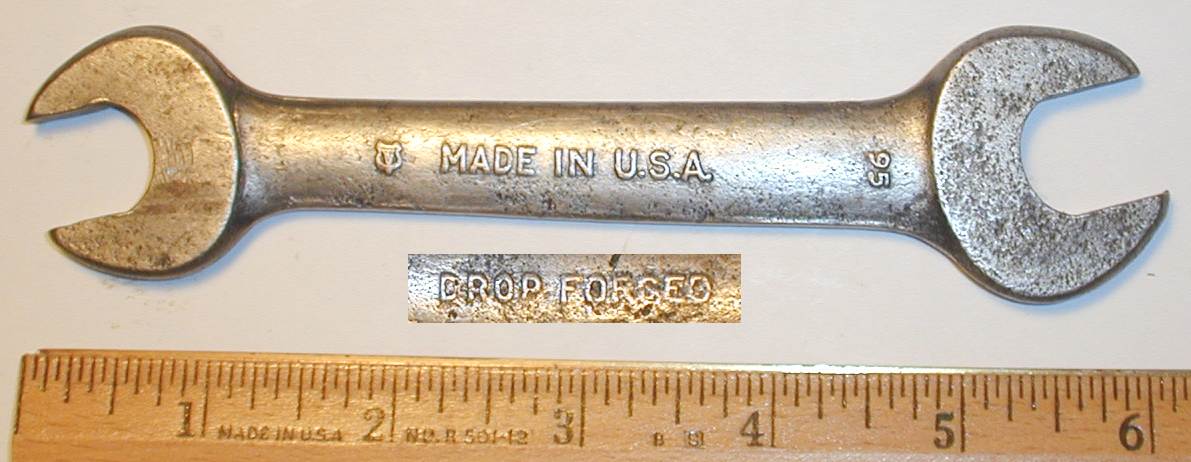 MADE IN U.S.A.
95
DROP FORGED
1 2 3 4 5 6
MADE IN U.S.A. NO. R 501-12